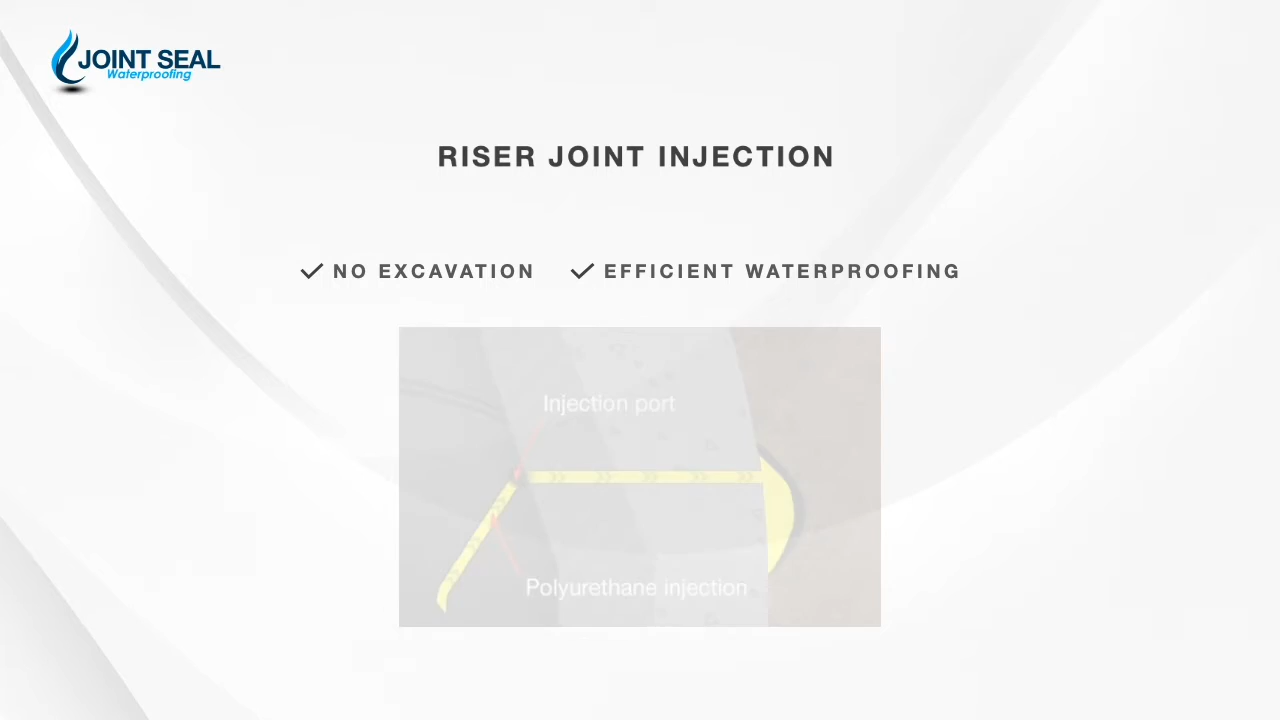 JOINT SEAL
Waterproofing
RISER JOINT INJECTION
NO EXCAVATION
EFFICIENT WATERPROOFING
Injection port
Polyurethane injection